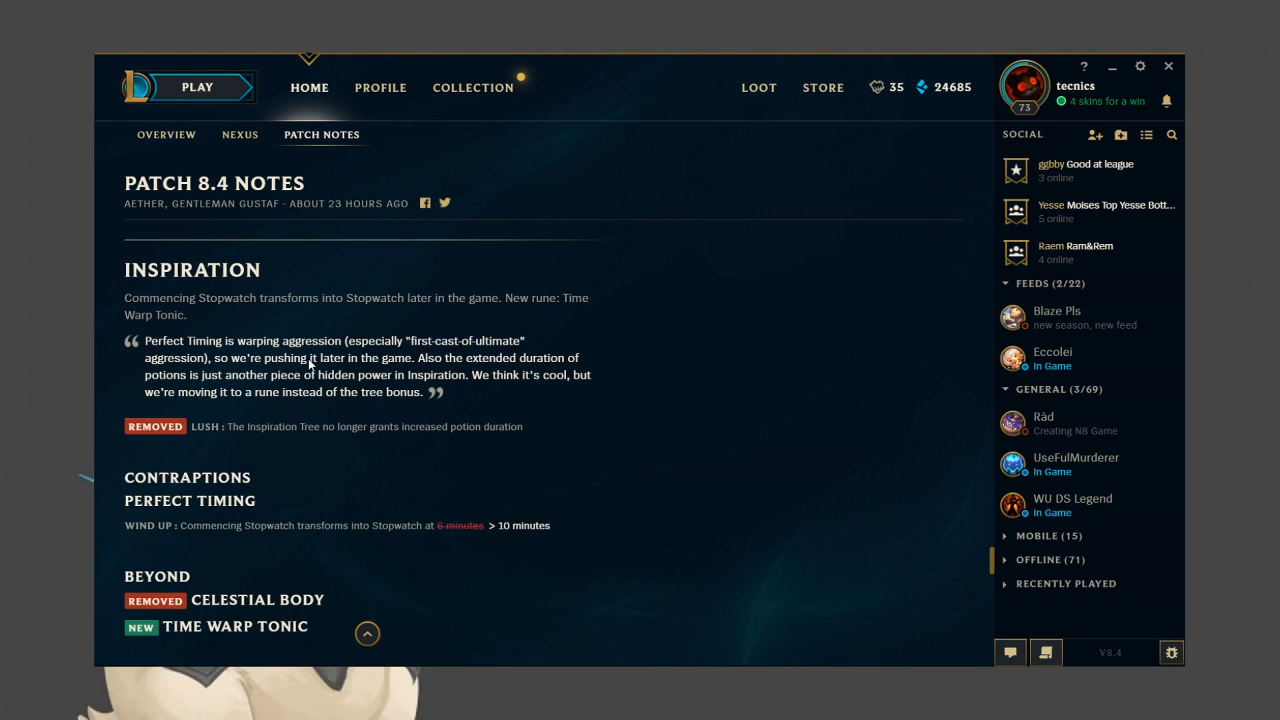 PLAY
HOME
PROFILE
COLLECTION
LOOT
STORE
35
24685
?
tecnics
4 skins for a win
73
OVERVIEW
NEXUS
PATCH NOTES
PATCH 8.4 NOTES
AETHER, GENTLEMAN GUSTAF - ABOUT 23 HOURS AGO
INSPIRATION
Commencing Stopwatch transforms into Stopwatch later in the game. New rune: Time
Warp Tonic.
Perfect Timing is warping aggression (especially "first-cast-of-ultimate"
aggression), so we're pushing it later in the game. Also the extended duration of
potions is just another piece of hidden power in Inspiration. We think it's cool, but
we're moving it to a rune instead of the tree bonus.
REMOVED LUSH : The Inspiration Tree no longer grants increased potion duration
CONTRAPTIONS
PERFECT TIMING
WIND UP : Commencing Stopwatch transforms into Stopwatch at 6 minutes > 10 minutes
BEYOND
REMOVED CELESTIAL BODY
NEW TIME WARP TONIC
SOCIAL
ggbby Good at league
3 online
Yesse Moises Top Yesse Bott...
5 online
Raem Ram&Rem
4 online
FEEDS (2/22)
Blaze Pls
new season, new feed
Eccolei
In Game
GENERAL (3/69)
Ràd
Creating N8 Game
UseFulMurderer
In Game
WU DS Legend
In Game
MOBILE (15)
OFFLINE (71)
RECENTLY PLAYED
V8.4